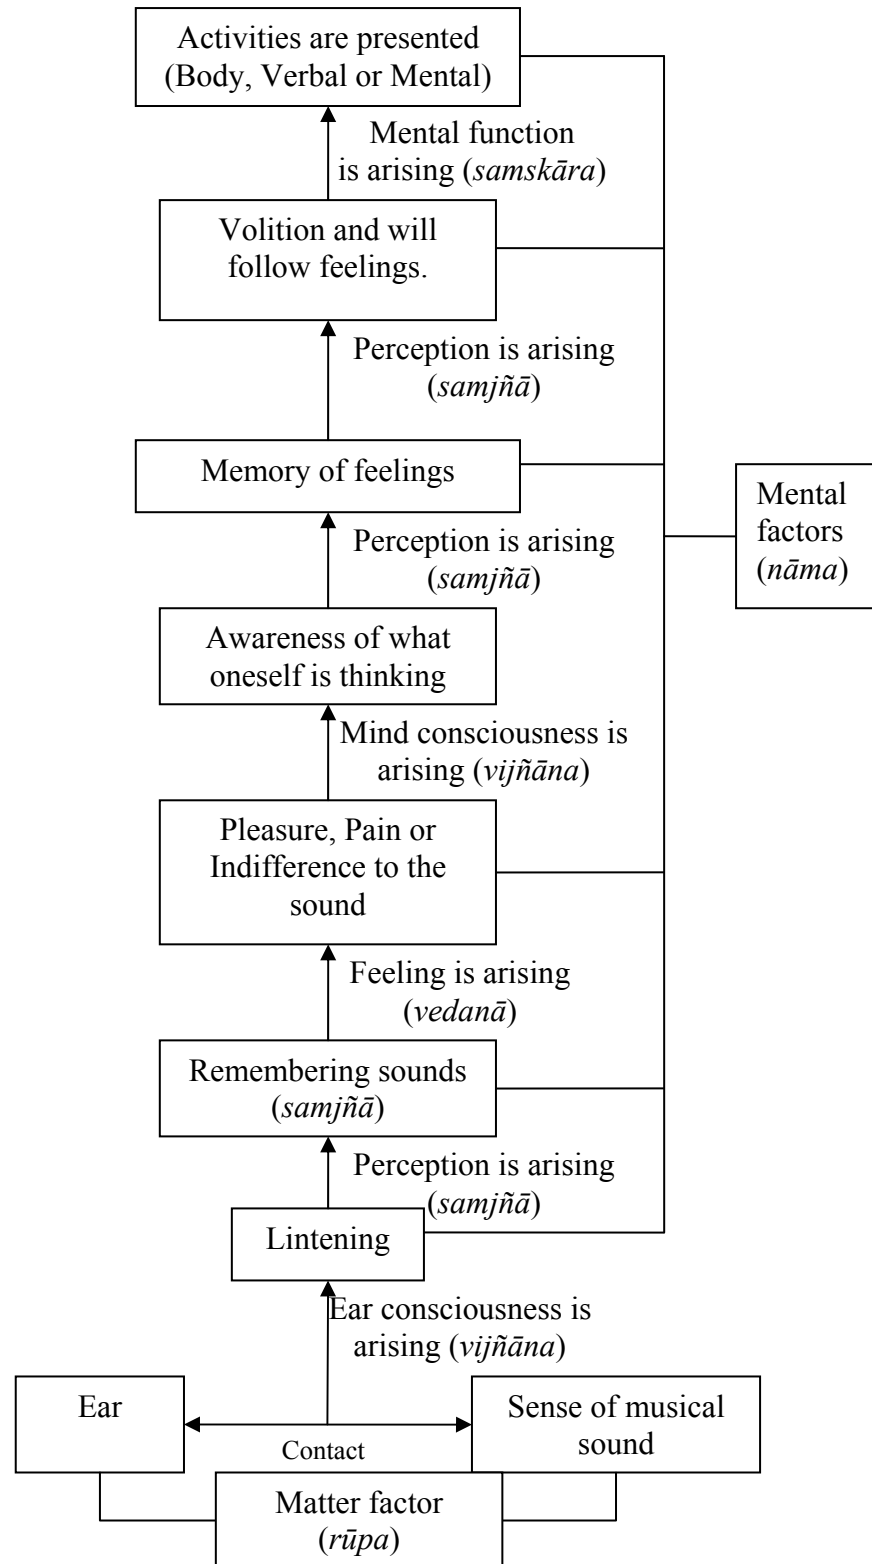 Activities are presented
(Body, Verbal or Mental)
Mental function
is arising (samskāra)
Volition and will
follow feelings.
Perception is arising
(samjñā)
Memory of feelings
Mental
factors
(nāma)
Perception is arising
(samjñā)
Awareness of what
oneself is thinking
Mind consciousness is
arising (vijñāna)
Pleasure, Pain or
Indifference to the
sound
Feeling is arising
(vedanā)
Remembering sounds
(samjñā)
Perception is arising
(samjñā)
Lintening
Ear consciousness is
arising (vijñāna)
Ear
Sense of musical
sound
Contact
Matter factor
(rūpa)